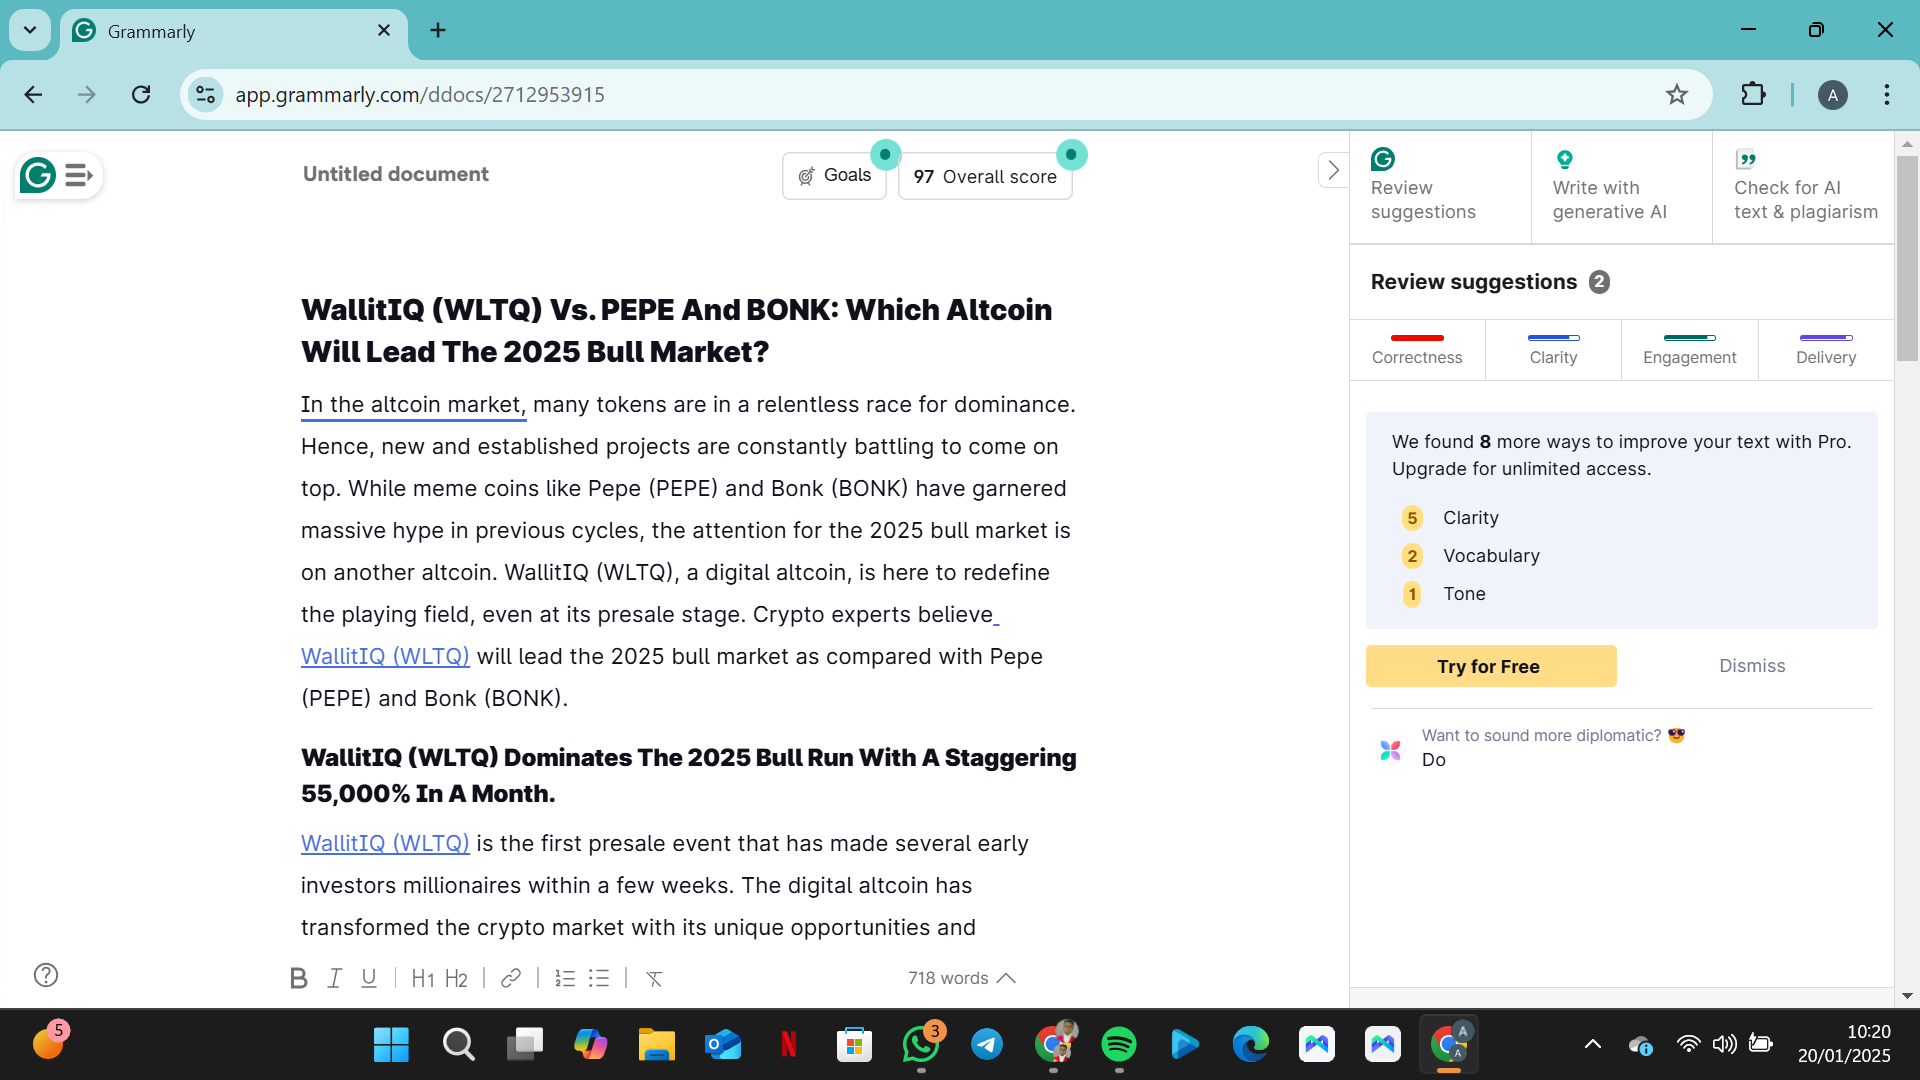 Grammarly
app.grammarly.com/ddocs/2712953915
A
Untitled document
Goals
97 Overall score
Review suggestions
Write with generative AI
Check for AI text & plagiarism
WallitIQ (WLTQ) Vs. PEPE And BONK: Which Altcoin
Will Lead The 2025 Bull Market?
In the altcoin market, many tokens are in a relentless race for dominance.
Hence, new and established projects are constantly battling to come on
top. While meme coins like Pepe (PEPE) and Bonk (BONK) have garnered
massive hype in previous cycles, the attention for the 2025 bull market is
on another altcoin. WallitIQ (WLTQ), a digital altcoin, is here to redefine
the playing field, even at its presale stage. Crypto experts believe
WallitIQ (WLTQ) will lead the 2025 bull market as compared with Pepe
(PEPE) and Bonk (BONK).
WallitIQ (WLTQ) Dominates The 2025 Bull Run With A Staggering
55,000% In A Month.
WallitIQ (WLTQ) is the first presale event that has made several early
investors millionaires within a few weeks. The digital altcoin has
transformed the crypto market with its unique opportunities and
B I U H1 H2
718 words
Review suggestions 2
Correctness
Clarity
Engagement
Delivery
We found 8 more ways to improve your text with Pro.
Upgrade for unlimited access.
5 Clarity
2 Vocabulary
1 Tone
Try for Free
Dismiss
Want to sound more diplomatic? 😎
Do
5
3
A
A
10:20
20/01/2025